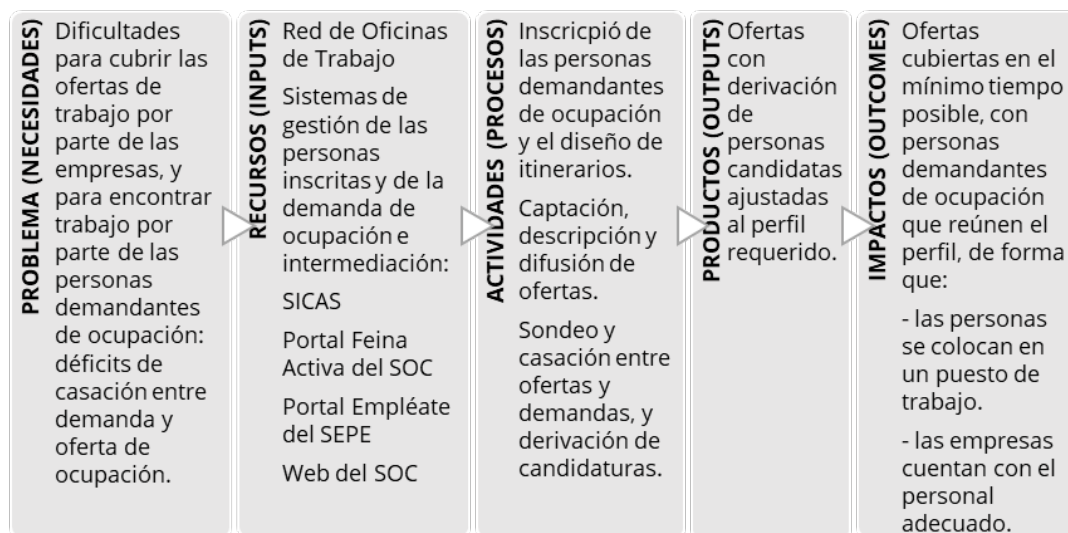 PROBLEMA (NECESIDADES)
Dificultades
para cubrir las
ofertas de
trabajo por
parte de las
empresas, y
para encontrar
trabajo por
parte de las
personas
demandantes
de ocupación:
déficits de
casación entre
demanda y
oferta de
ocupación.
RECURSOS (INPUTS)
Red de Oficinas
de Trabajo
Sistemas de
gestión de las
personas
inscritas y de la
demanda de
ocupación e
intermediación:
SICAS
Portal Feina
Activa del SOC
Portal Empléate
del SEPE
Web del SOC
ACTIVIDADES (PROCESOS)
Inscricpió de
las personas
demandantes
de ocupación
y el diseño de
itinerarios.
Captación,
descripción y
difusión de
ofertas.
Sondeo y
casación entre
ofertas y
demandas, y
derivación de
candidaturas.
PRODUCTOS (OUTPUTS)
Ofertas
con
derivación
de
personas
candidatas
ajustadas
al perfil
requerido.
IMPACTOS (OUTCOMES)
Ofertas
cubiertas en el
mínimo tiempo
posible, con
personas
demandantes
de ocupación
que reúnen el
perfil, de forma
que:
- las personas
se colocan en
un puesto de
trabajo.
- las empresas
cuentan con el
personal
adecuado.